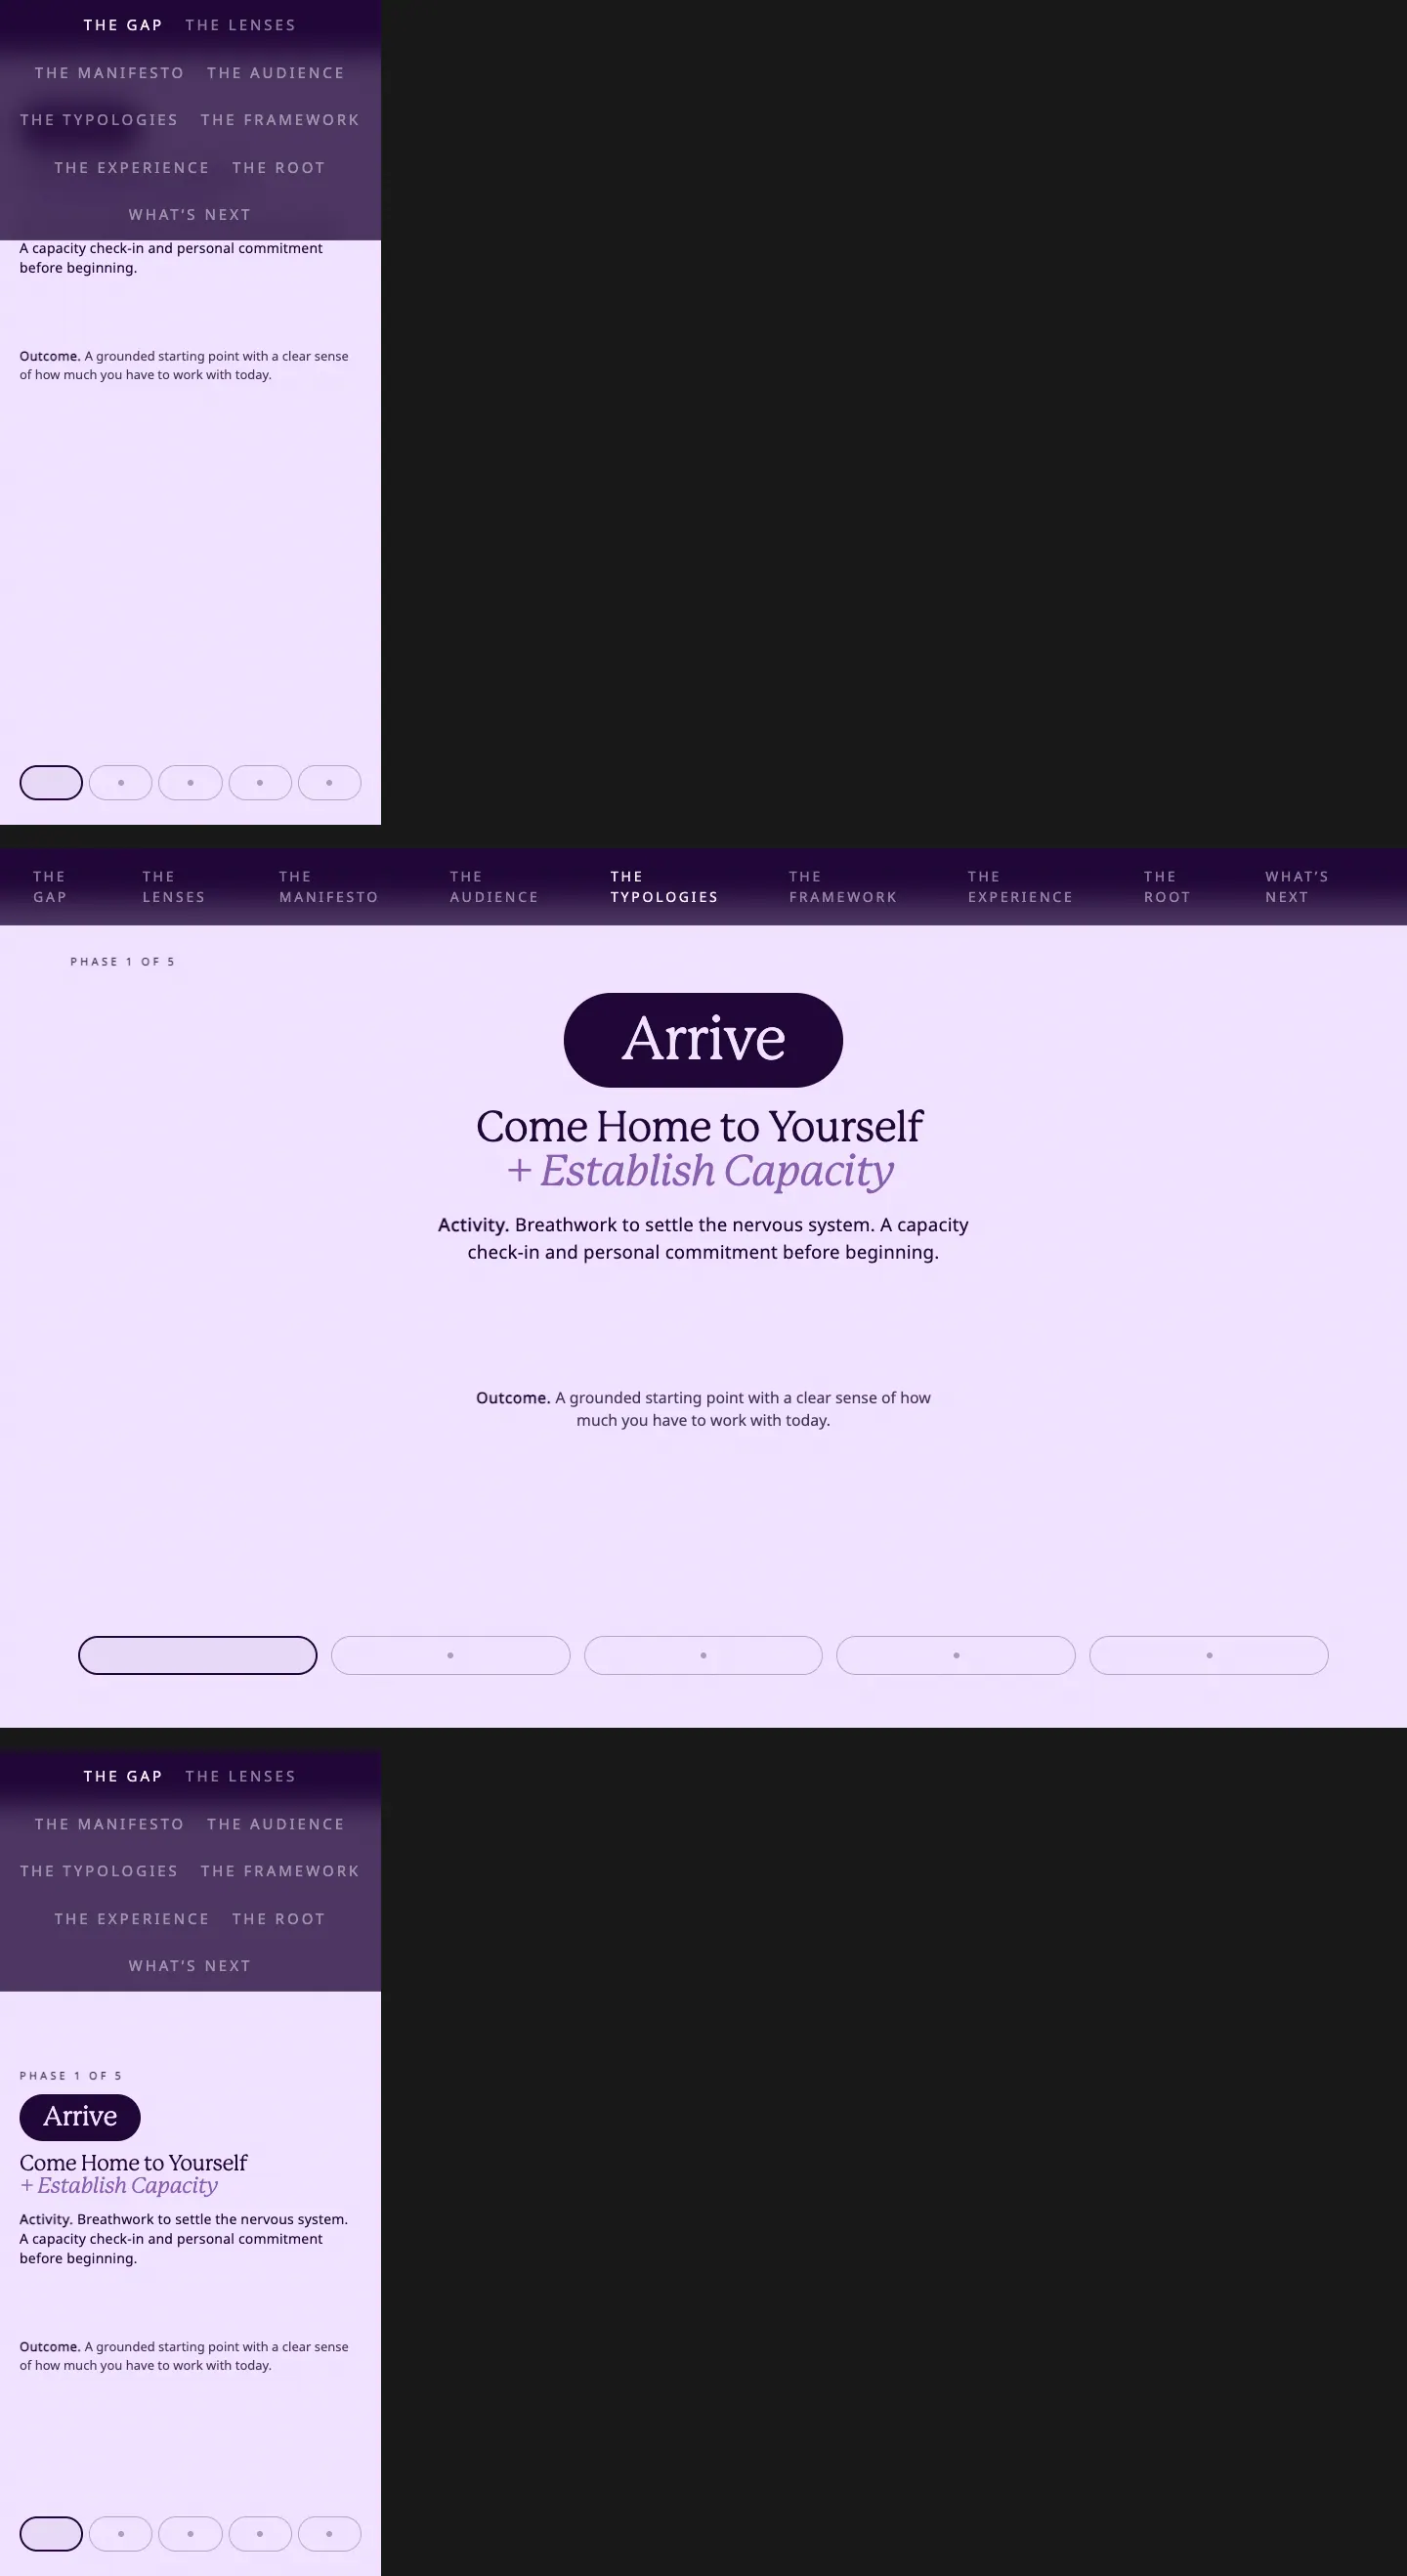 THE GAP THE LENSES
THE MANIFESTO THE AUDIENCE
THE TYPOLOGIES THE FRAMEWORK
THE EXPERIENCE THE ROOT
WHAT'S NEXT
A capacity check-in and personal commitment
before beginning.
Outcome. A grounded starting point with a clear sense
of how much you have to work with today.
THE GAP
THE LENSES
THE MANIFESTO
THE AUDIENCE
THE TYPOLOGIES
THE FRAMEWORK
THE EXPERIENCE
THE ROOT
WHAT'S NEXT
PHASE 1 OF 5
Arrive
Come Home to Yourself
+ Establish Capacity
Activity. Breathwork to settle the nervous system. A capacity
check-in and personal commitment before beginning.
Outcome. A grounded starting point with a clear sense of how
much you have to work with today.
THE GAP THE LENSES
THE MANIFESTO THE AUDIENCE
THE TYPOLOGIES THE FRAMEWORK
THE EXPERIENCE THE ROOT
WHAT'S NEXT
PHASE 1 OF 5
Arrive
Come Home to Yourself
+ Establish Capacity
Activity. Breathwork to settle the nervous system.
A capacity check-in and personal commitment
before beginning.
Outcome. A grounded starting point with a clear sense
of how much you have to work with today.